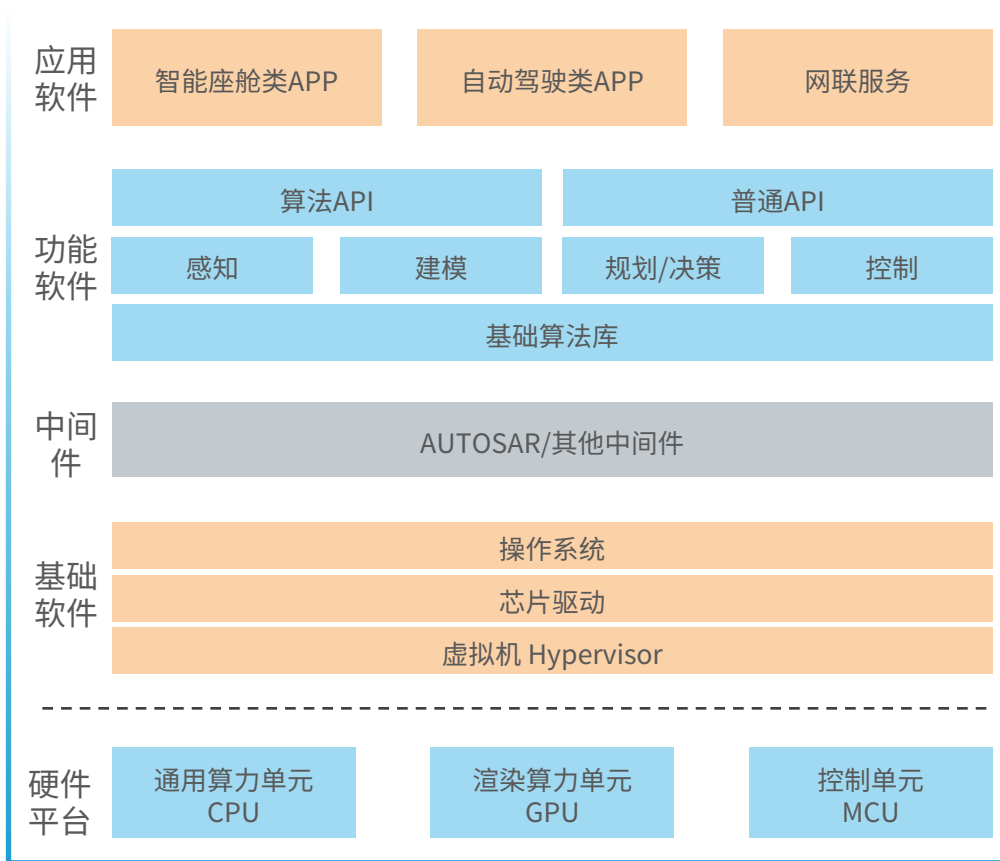 应用
软件
智能座舱类APP
自动驾驶类APP
网联服务
算法API
普通API
功能
软件
感知
建模
规划/决策
控制
基础算法库
中间
件
AUTOSAR/其他中间件
基础
软件
操作系统
芯片驱动
虚拟机 Hypervisor
硬件
平台
通用算力单元
CPU
渲染算力单元
GPU
控制单元
MCU